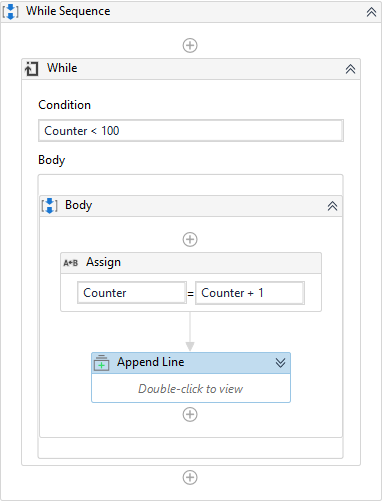 While Sequence
While
Condition
Counter < 100
Body
Body
A+B Assign
Counter = Counter + 1
Append Line
Double-click to view